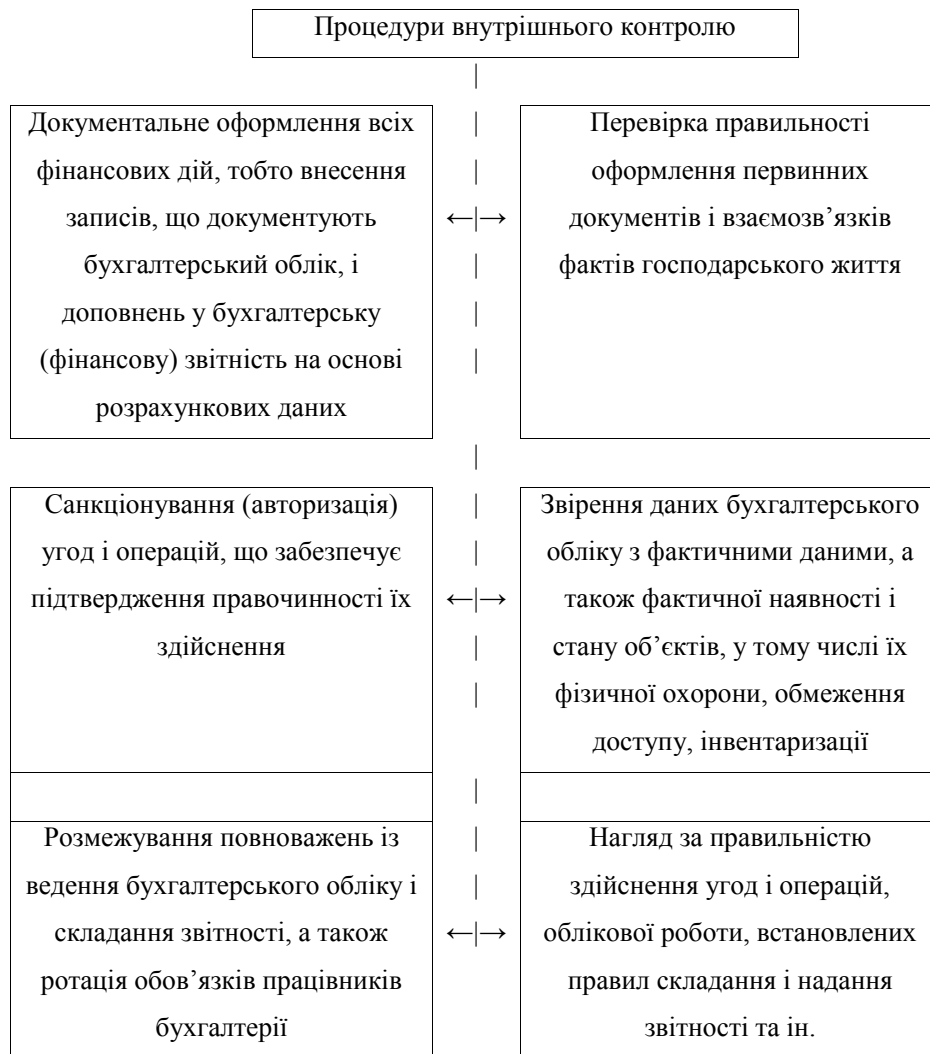 Процедури внутрішнього контролю
Документальне оформлення всіх
фінансових дій, тобто внесення
записів, що документують
бухгалтерський облік, і
доповнень у бухгалтерську
(фінансову) звітність на основі
розрахункових даних
Перевірка правильності
оформлення первинних
документів і взаємозв’язків
фактів господарського життя
Санкціонування (авторизація)
угод і операцій, що забезпечує
підтвердження правочинності їх
здійснення
Звірення даних бухгалтерського
обліку з фактичними даними, а
також фактичної наявності і
стану об’єктів, у тому числі їх
фізичної охорони, обмеження
доступу, інвентаризації
Розмежування повноважень із
ведення бухгалтерського обліку і
складання звітності, а також
ротація обов’язків працівників
бухгалтерії
Нагляд за правильністю
здійснення угод і операцій,
облікової роботи, встановлених
правил складання і надання
звітності та ін.